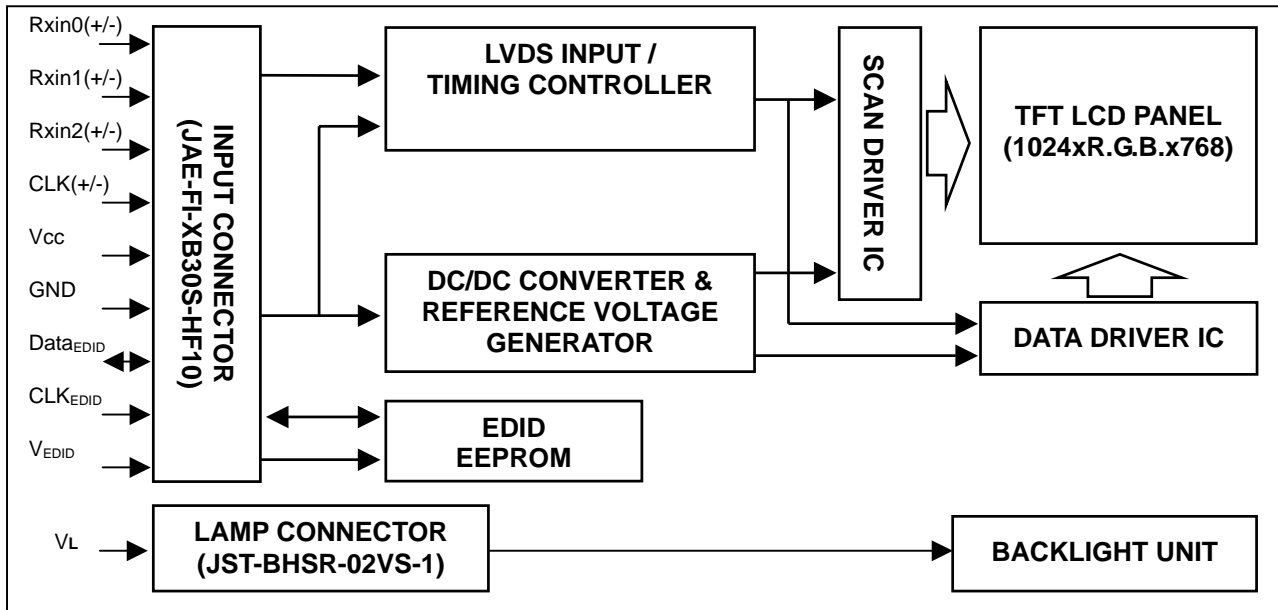 Rxin0(+/-)
Rxin1(+/-)
Rxin2(+/-)
CLK(+/-)
Vcc
GND
DataEDID
CLKEDID
VEDID
VL
INPUT CONNECTOR
(JAE-FI-XB30S-HF10)
LVDS INPUT /
TIMING CONTROLLER
DC/DC CONVERTER &
REFERENCE VOLTAGE
GENERATOR
EDID
EEPROM
SCAN DRIVER IC
TFT LCD PANEL
(1024xR.G.B.x768)
DATA DRIVER IC
LAMP CONNECTOR
(JST-BHSR-02VS-1)
BACKLIGHT UNIT